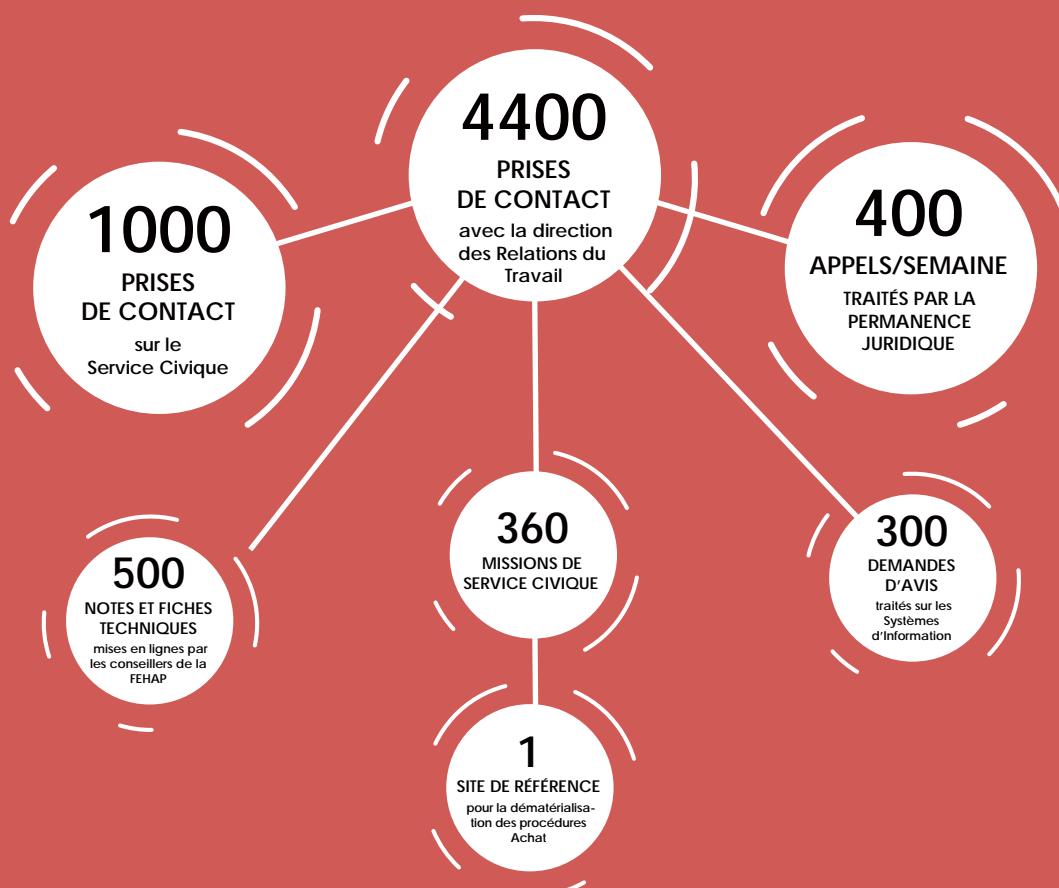 4400
PRISES
DE CONTACT
avec la direction
des Relations du
Travail
1000
PRISES
DE CONTACT
sur le
Service Civique
400
APPELS/SEMAINE
TRAITÉS PAR LA
PERMANENCE
JURIDIQUE
500
NOTES ET FICHES
TECHNIQUES
mises en lignes par
les conseillers de la
FEHAP
360
MISSIONS DE
SERVICE CIVIQUE
300
DEMANDES
D'AVIS
traités sur les
Systèmes
d'Information
1
SITE DE RÉFÉRENCE
pour la dématérialisa-
tion des procédures
Achat